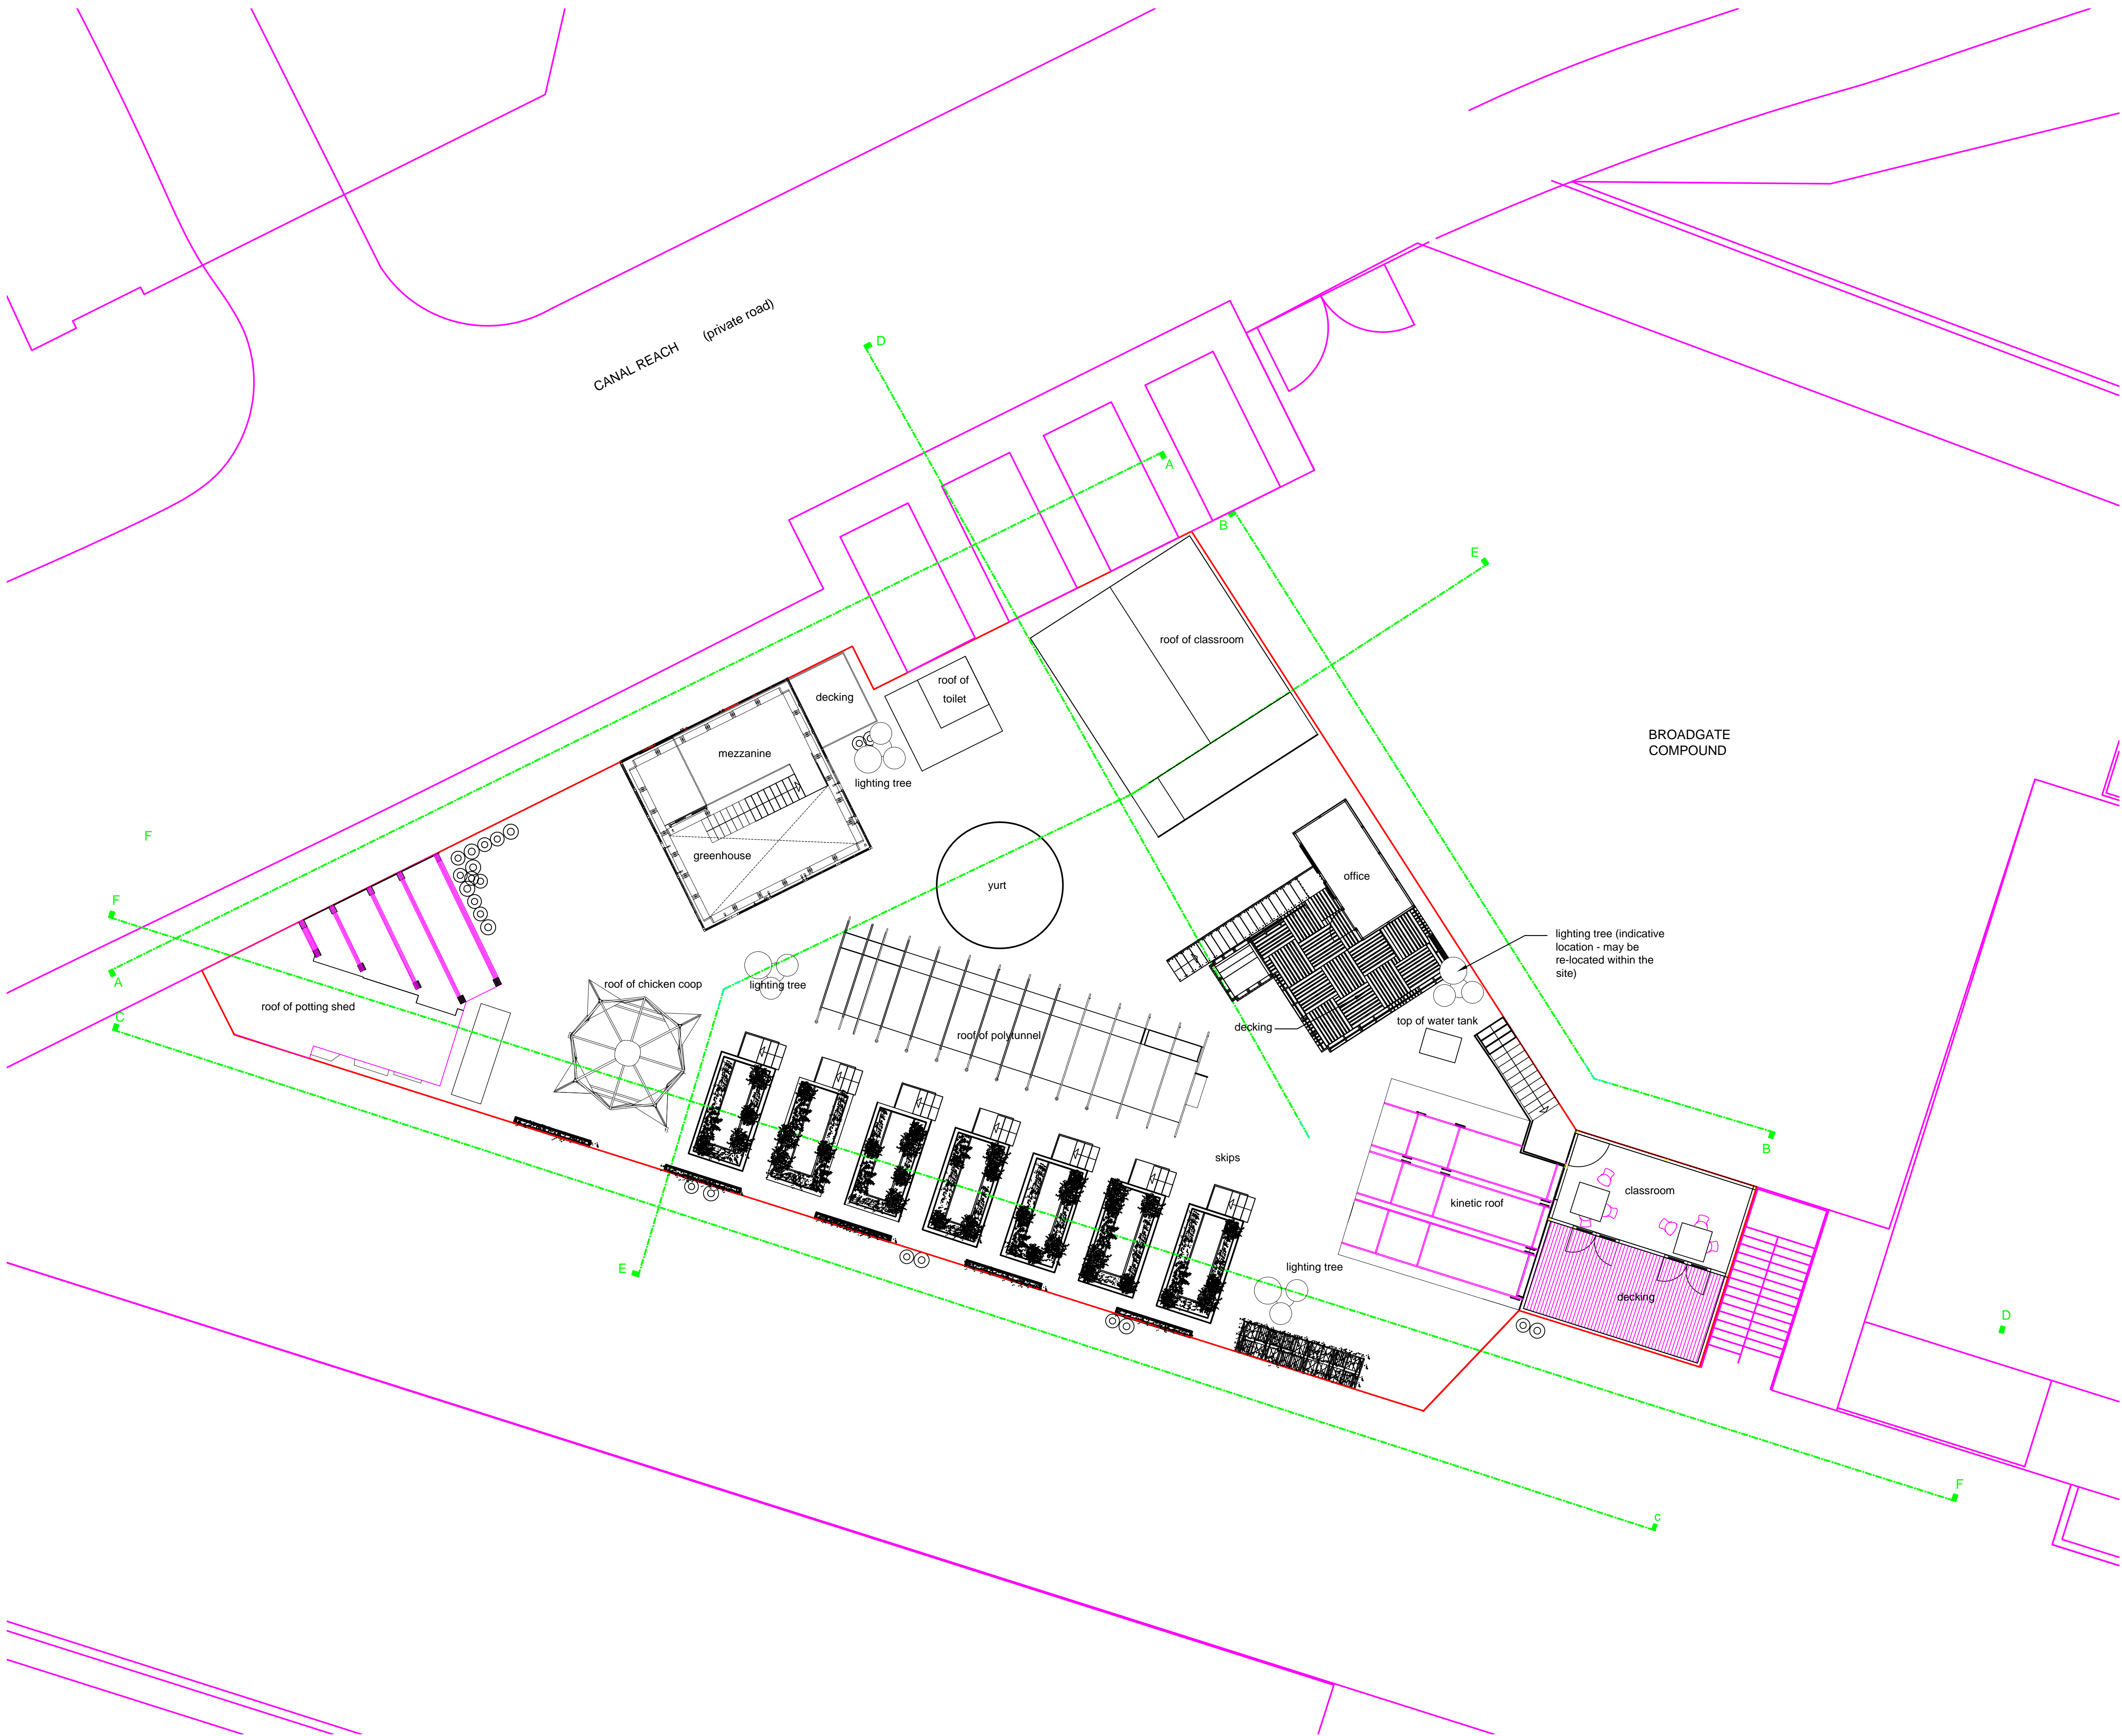 D
(private road)
CANAL REACH
A
B
E
roof of classroom
roof of
toilet
decking
BROADGATE
COMPOUND
mezzanine
lighting tree
F
greenhouse
yurt
office
F
lighting tree (indicative
location - may be
re-located within the
site)
A
roof of chicken coop
lighting tree
roof of potting shed
C
roof of polytunnel
decking
top of water tank
B
skips
classroom
kinetic roof
E
lighting tree
decking
D
F
c